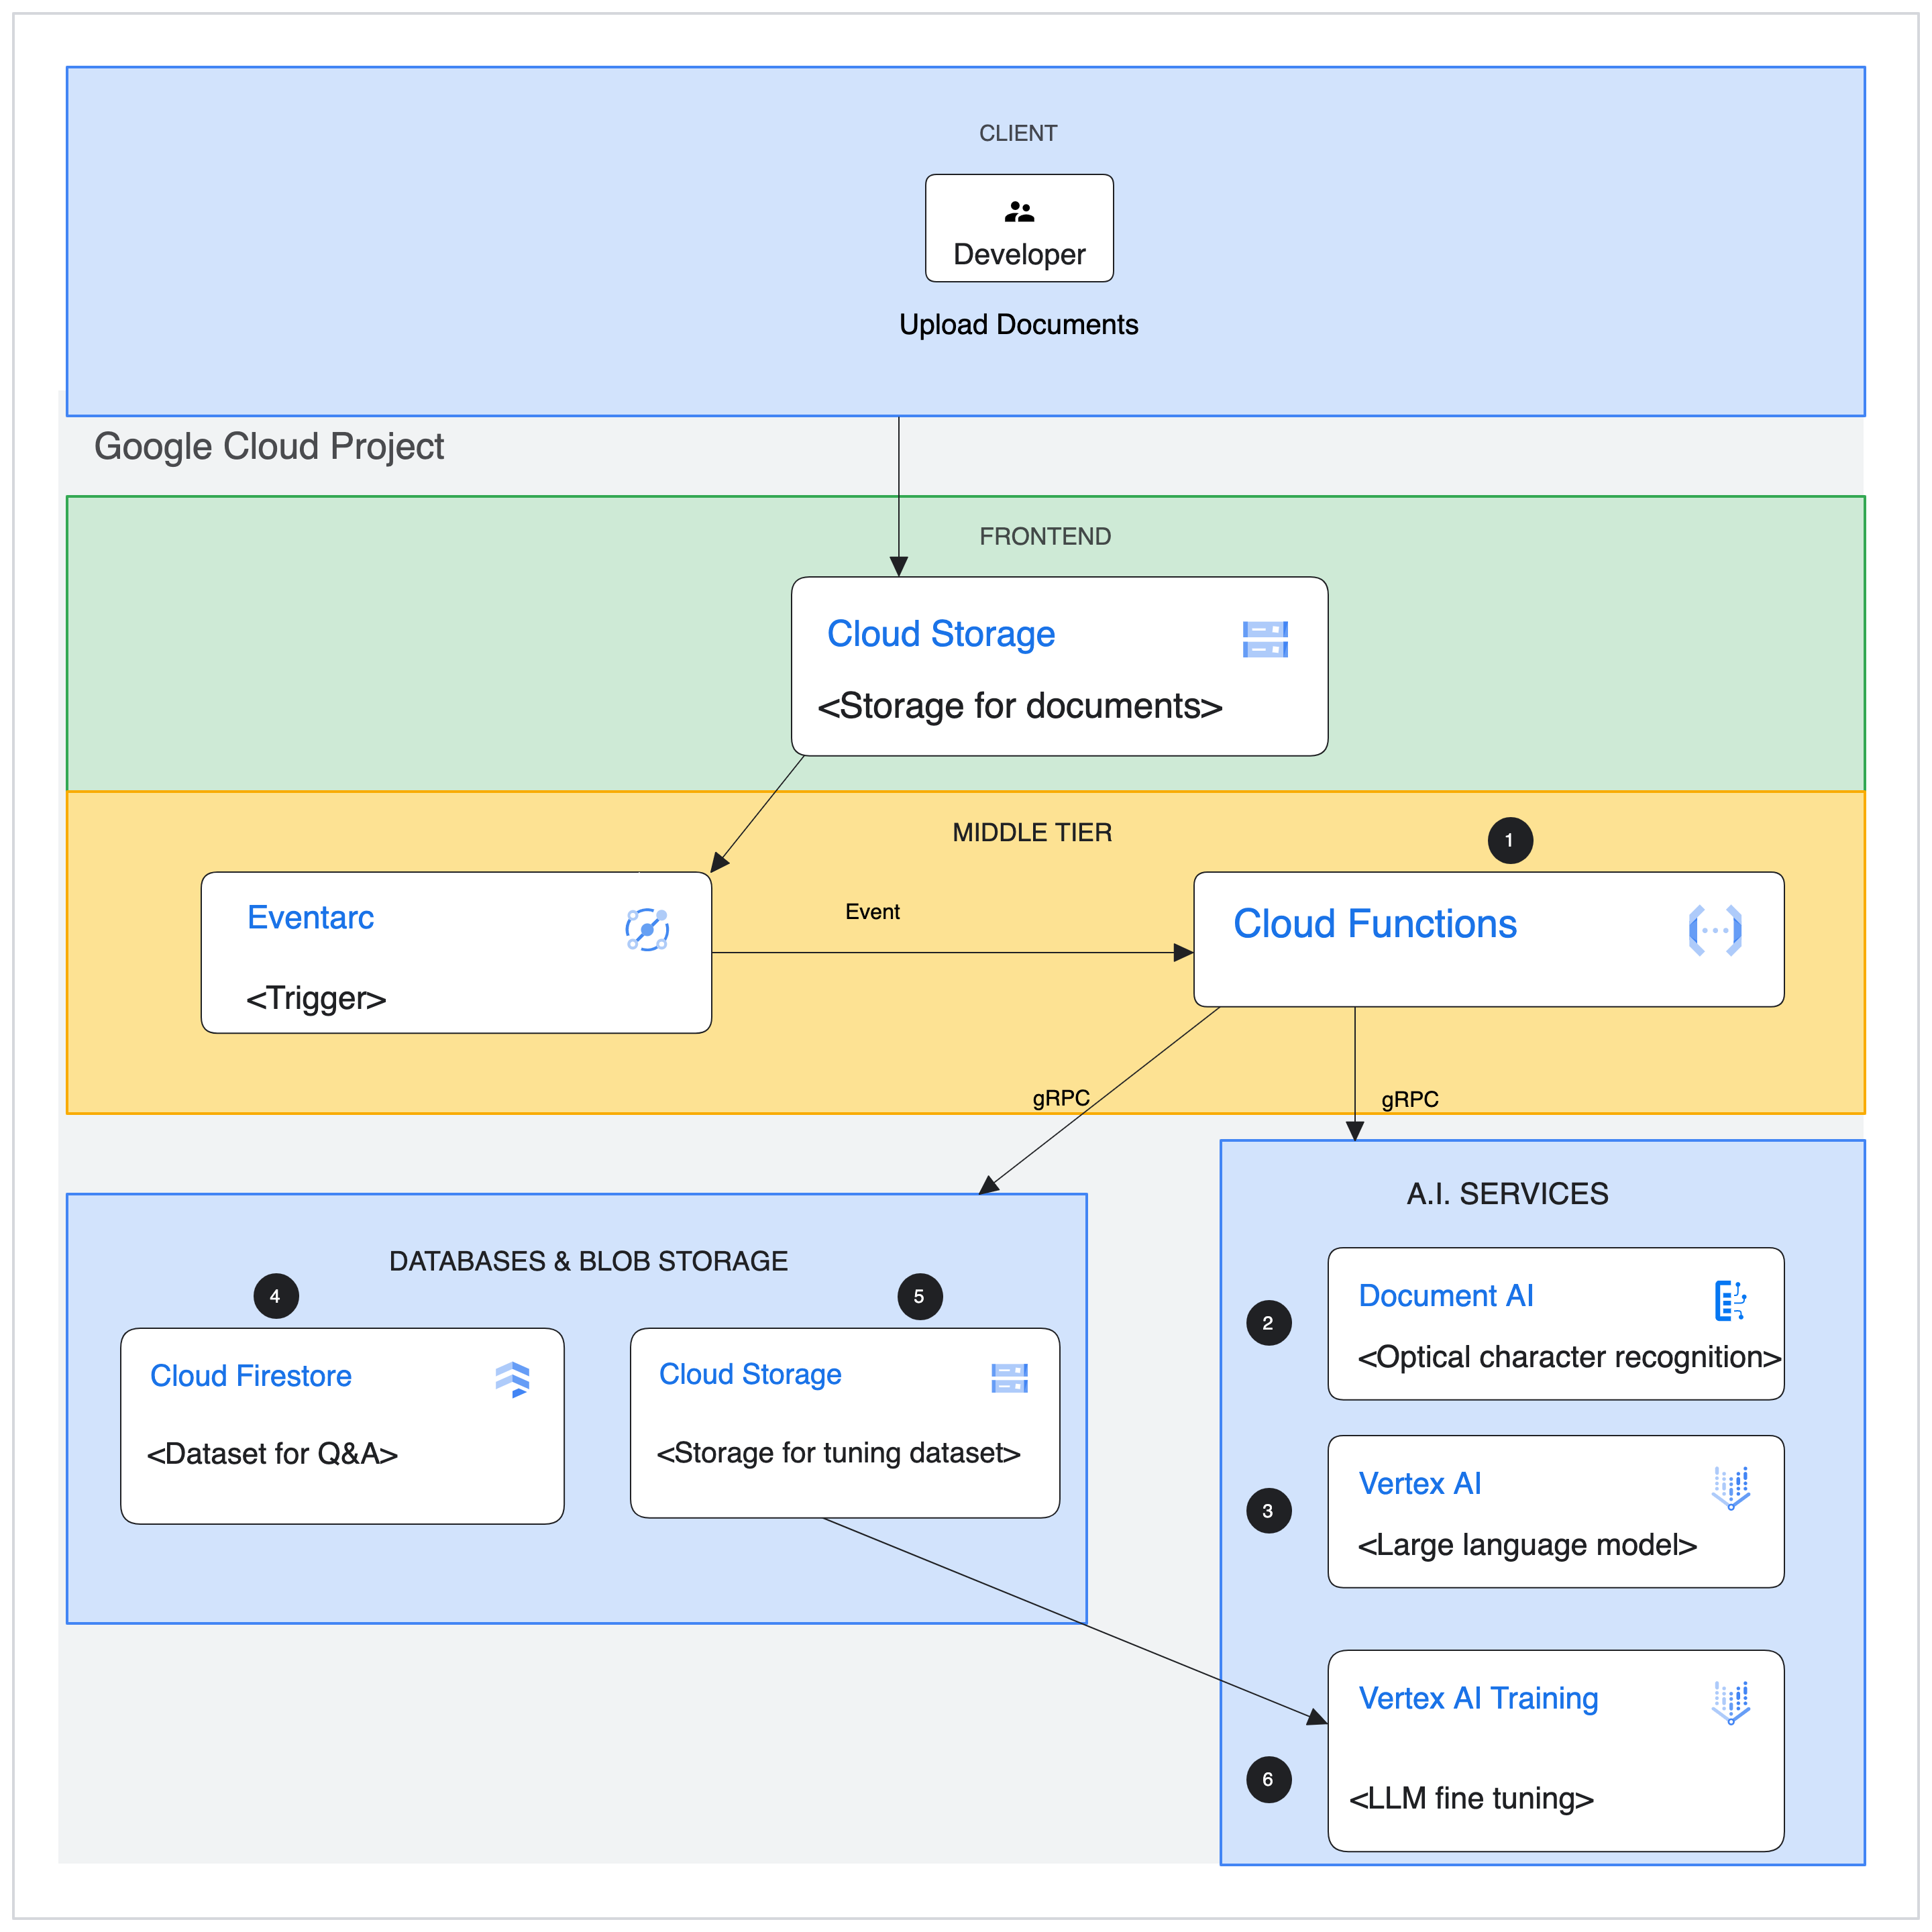 CLIENT
Developer
Upload Documents
Google Cloud Project
FRONTEND
Cloud Storage
<Storage for documents>
MIDDLE TIER
1
Eventarc
<Trigger>
Event
Cloud Functions
gRPC
gRPC
DATABASES & BLOB STORAGE
4
5
Cloud Firestore
<Dataset for Q&A>
Cloud Storage
<Storage for tuning dataset>
A.I. SERVICES
2
Document AI
<Optical character recognition>
3
Vertex AI
<Large language model>
6
Vertex AI Training
<LLM fine tuning>